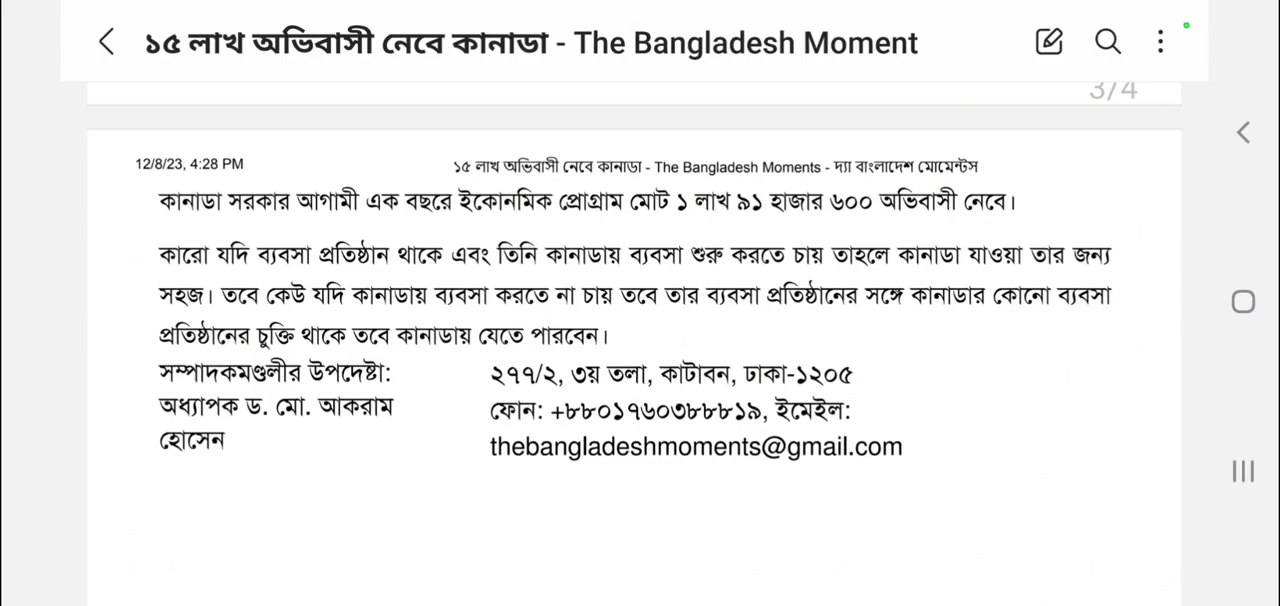 ১৫ লাখ অভিবাসী নেবে কানাডা - The Bangladesh Moment
3/4
12/8/23, 4:28 PM
১৫ লাখ অভিবাসী নেবে কানাডা - The Bangladesh Moments - দ্যা বাংলাদেশ মোমেন্টস
কানাডা সরকার আগামী এক বছরে ইকোনমিক প্রোগ্রাম মোট ১ লাখ ৯১ হাজার ৬০০ অভিবাসী নেবে।
কারো যদি ব্যবসা প্রতিষ্ঠান থাকে এবং তিনি কানাডায় ব্যবসা শুরু করতে চায় তাহলে কানাডা যাওয়া তার জন্য
সহজ। তবে কেউ যদি কানাডায় ব্যবসা করতে না চায় তবে তার ব্যবসা প্রতিষ্ঠানের সঙ্গে কানাডার কোনো ব্যবসা
প্রতিষ্ঠানের চুক্তি থাকে তবে কানাডায় যেতে পারবেন।
সম্পাদকমণ্ডলীর উপদেষ্টা:
অধ্যাপক ড. মো. আকরাম
হোসেন
২৭৭/২, ৩য় তলা, কাটাবন, ঢাকা-১২০৫
ফোন: +৮৮০১৭৬০৩৮৮৮১৯, ইমেইল:
thebangladeshmoments@gmail.com